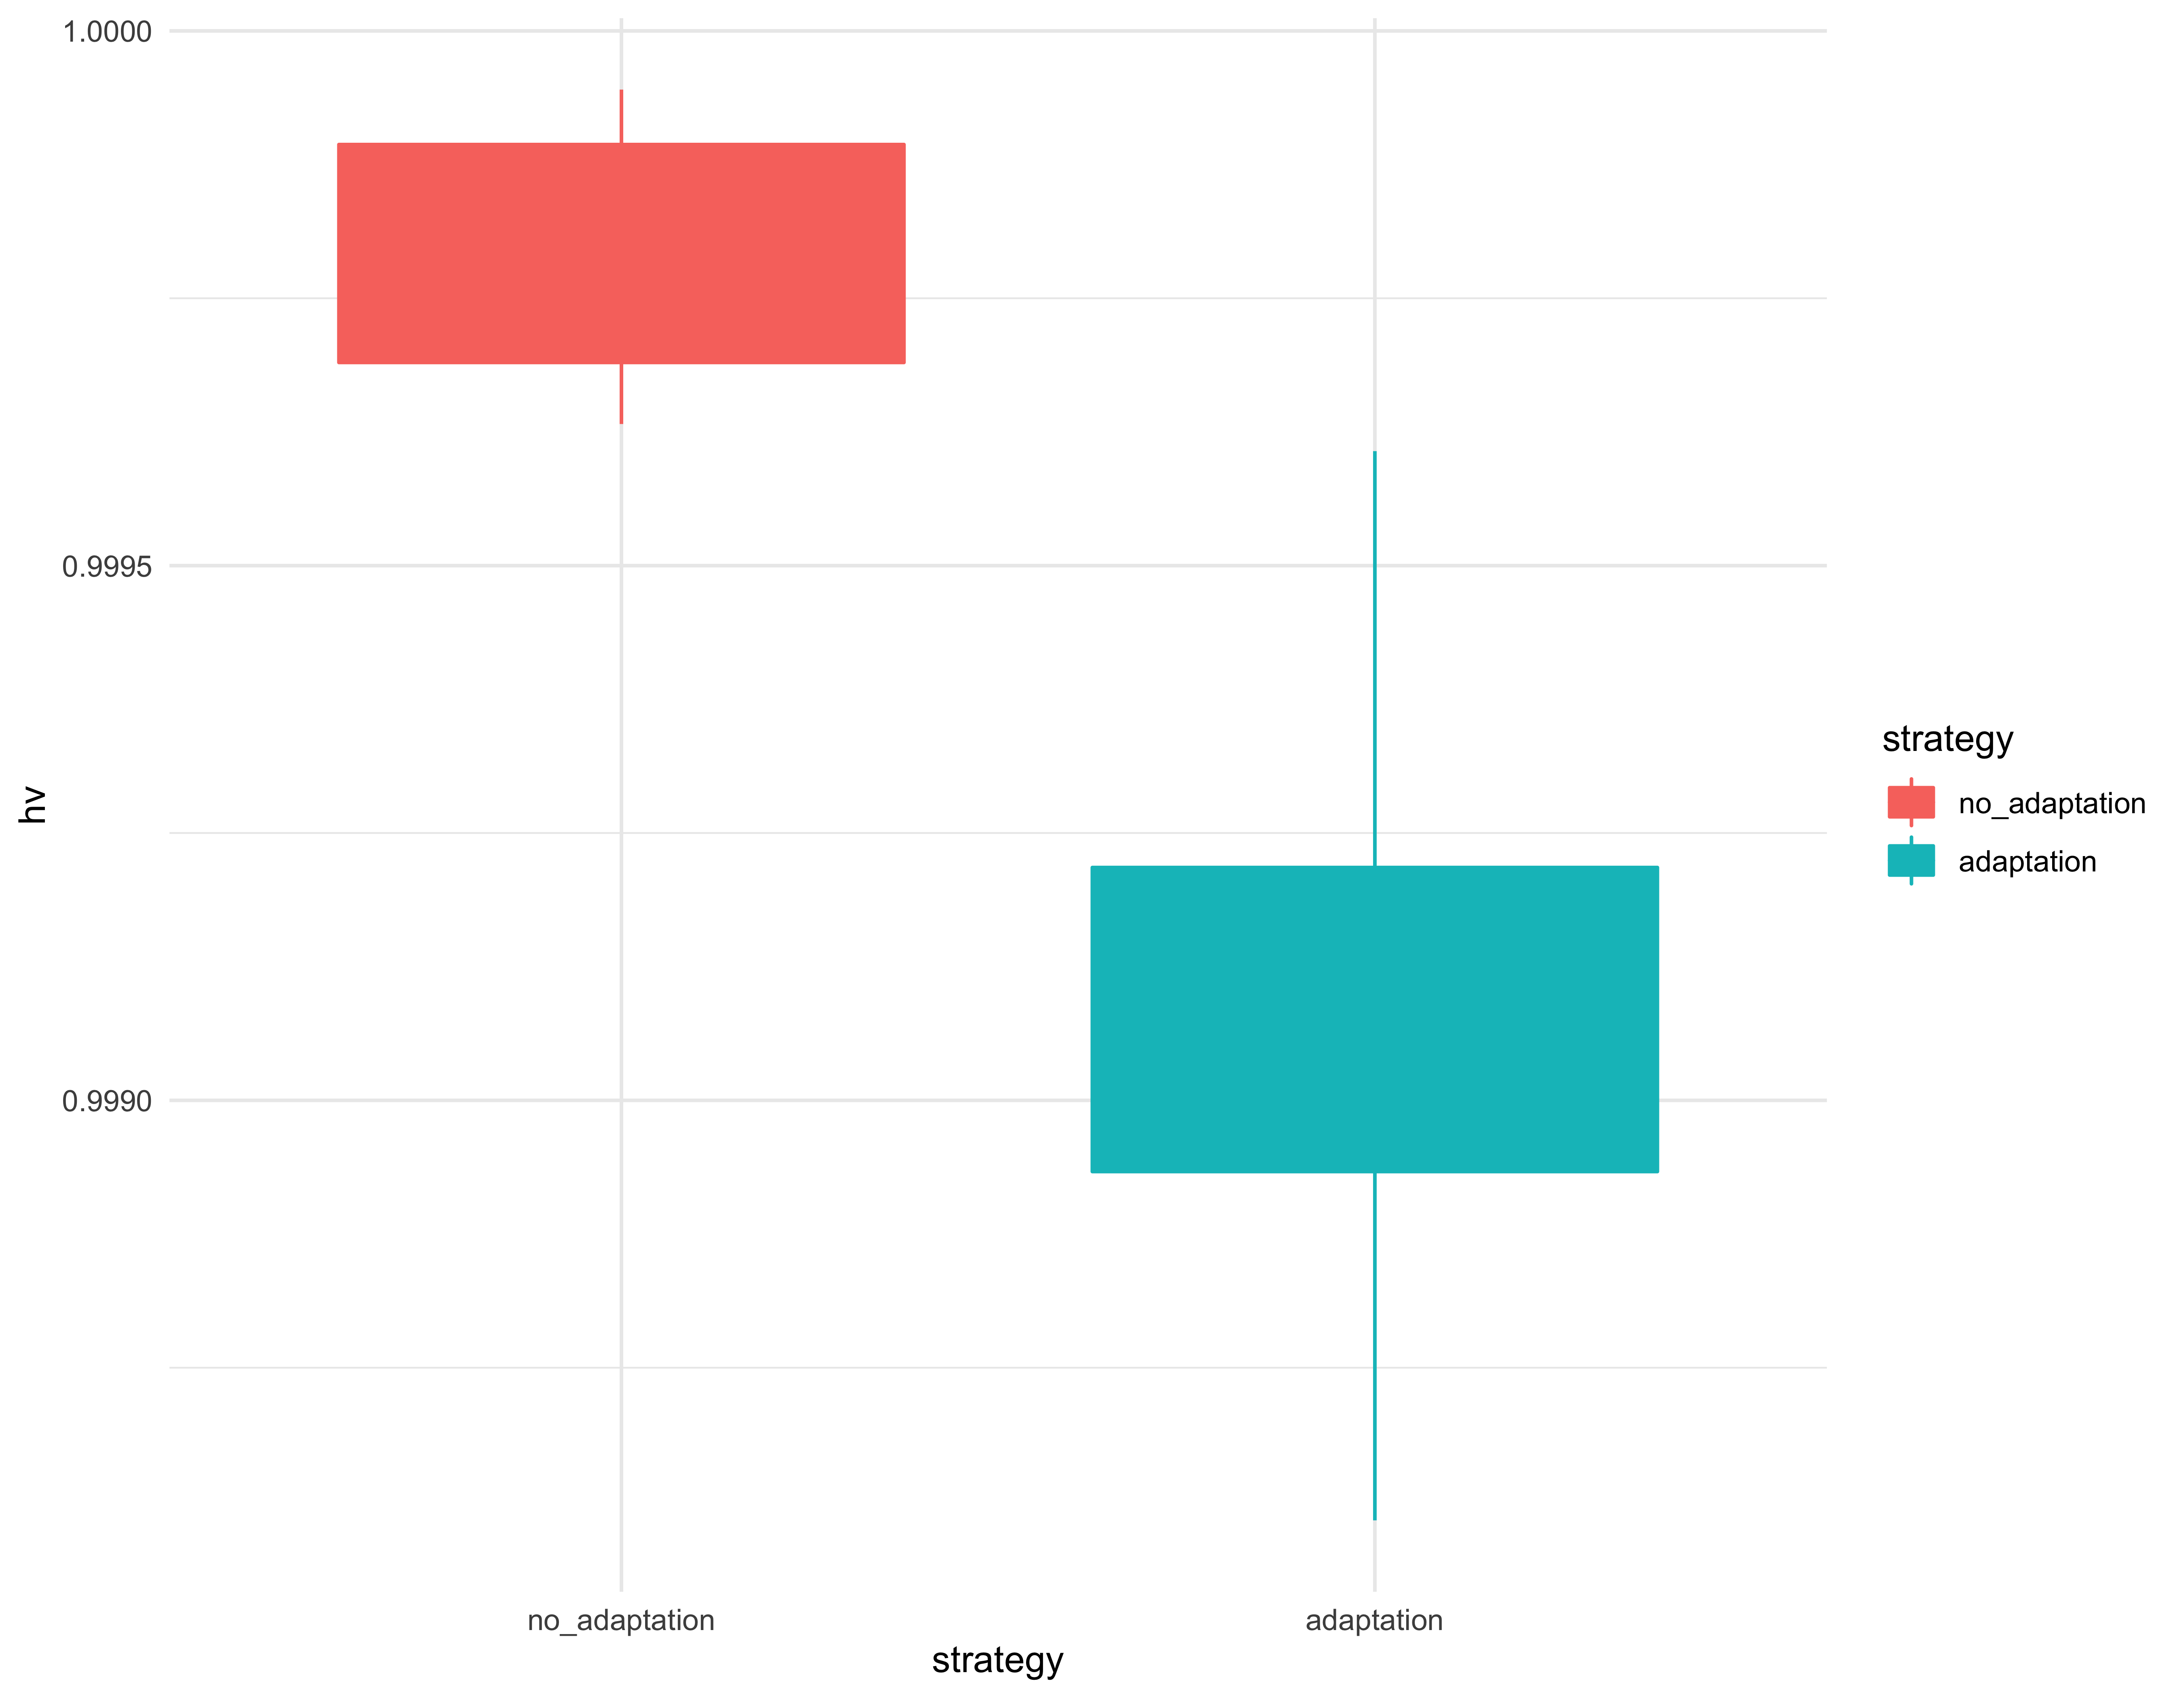 1.0000
0.9995
0.9990
hv
no_adaptation
adaptation
strategy
strategy
no_adaptation
adaptation